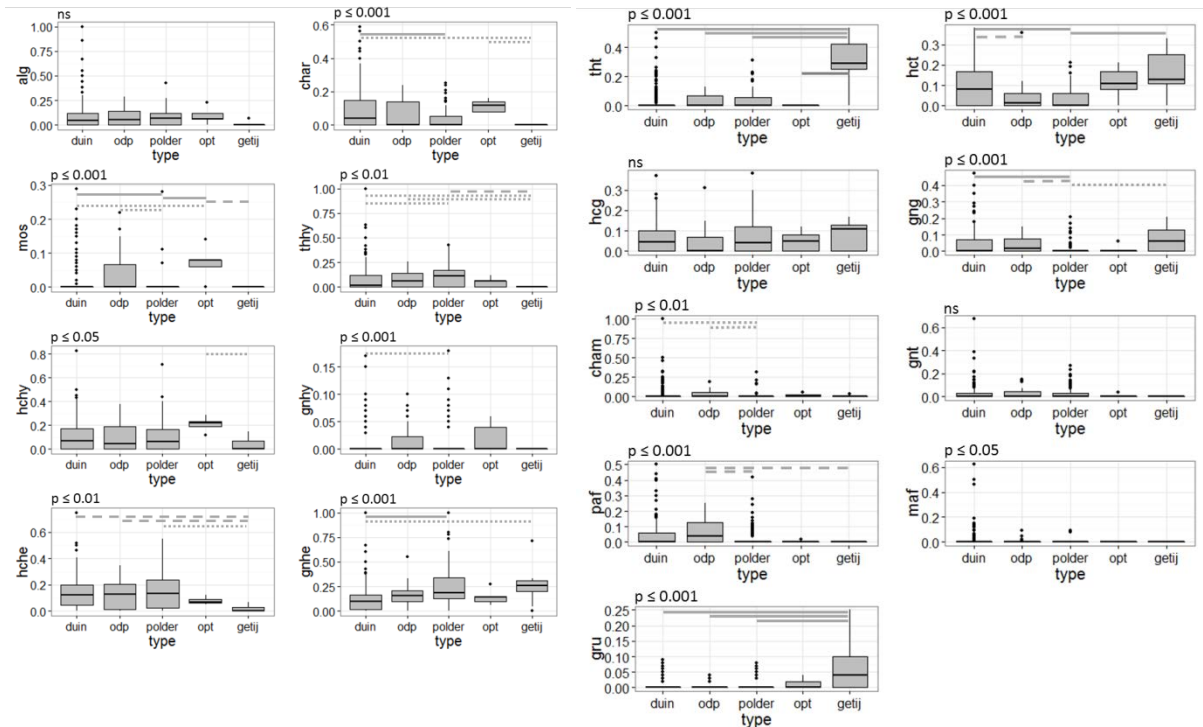 ns
alg
1.00
0.75
0.50
0.25
0.00
duin odp polder opt getij
type
p ≤ 0.001
char
0.6
0.4
0.2
0.0
duin odp polder opt getij
type
p ≤ 0.001
mos
0.3
0.2
0.1
0.0
duin odp polder opt getij
type
p ≤ 0.01
thhy
1.00
0.75
0.50
0.25
0.00
duin odp polder opt getij
type
p ≤ 0.05
hchy
0.8
0.6
0.4
0.2
0.0
duin odp polder opt getij
type
p ≤ 0.001
gnhy
0.15
0.10
0.05
0.00
duin odp polder opt getij
type
p ≤ 0.01
hche
0.6
0.4
0.2
0.0
duin odp polder opt getij
type
p ≤ 0.001
gnhe
1.00
0.75
0.50
0.25
0.00
duin odp polder opt getij
type
p ≤ 0.001
tht
0.4
0.2
0.0
duin odp polder opt getij
type
p ≤ 0.001
hct
0.3
0.2
0.1
0.0
duin odp polder opt getij
type
ns
hcg
0.3
0.2
0.1
0.0
duin odp polder opt getij
type
p ≤ 0.001
gng
0.4
0.3
0.2
0.1
0.0
duin odp polder opt getij
type
p ≤ 0.01
cham
1.00
0.75
0.50
0.25
0.00
duin odp polder opt getij
type
ns
gnt
0.6
0.4
0.2
0.0
duin odp polder opt getij
type
p ≤ 0.001
paf
0.5
0.4
0.3
0.2
0.1
0.0
duin odp polder opt getij
type
p ≤ 0.05
maf
0.6
0.4
0.2
0.0
duin odp polder opt getij
type
p ≤ 0.001
gru
0.25
0.20
0.15
0.10
0.05
0.00
duin odp polder opt getij
type